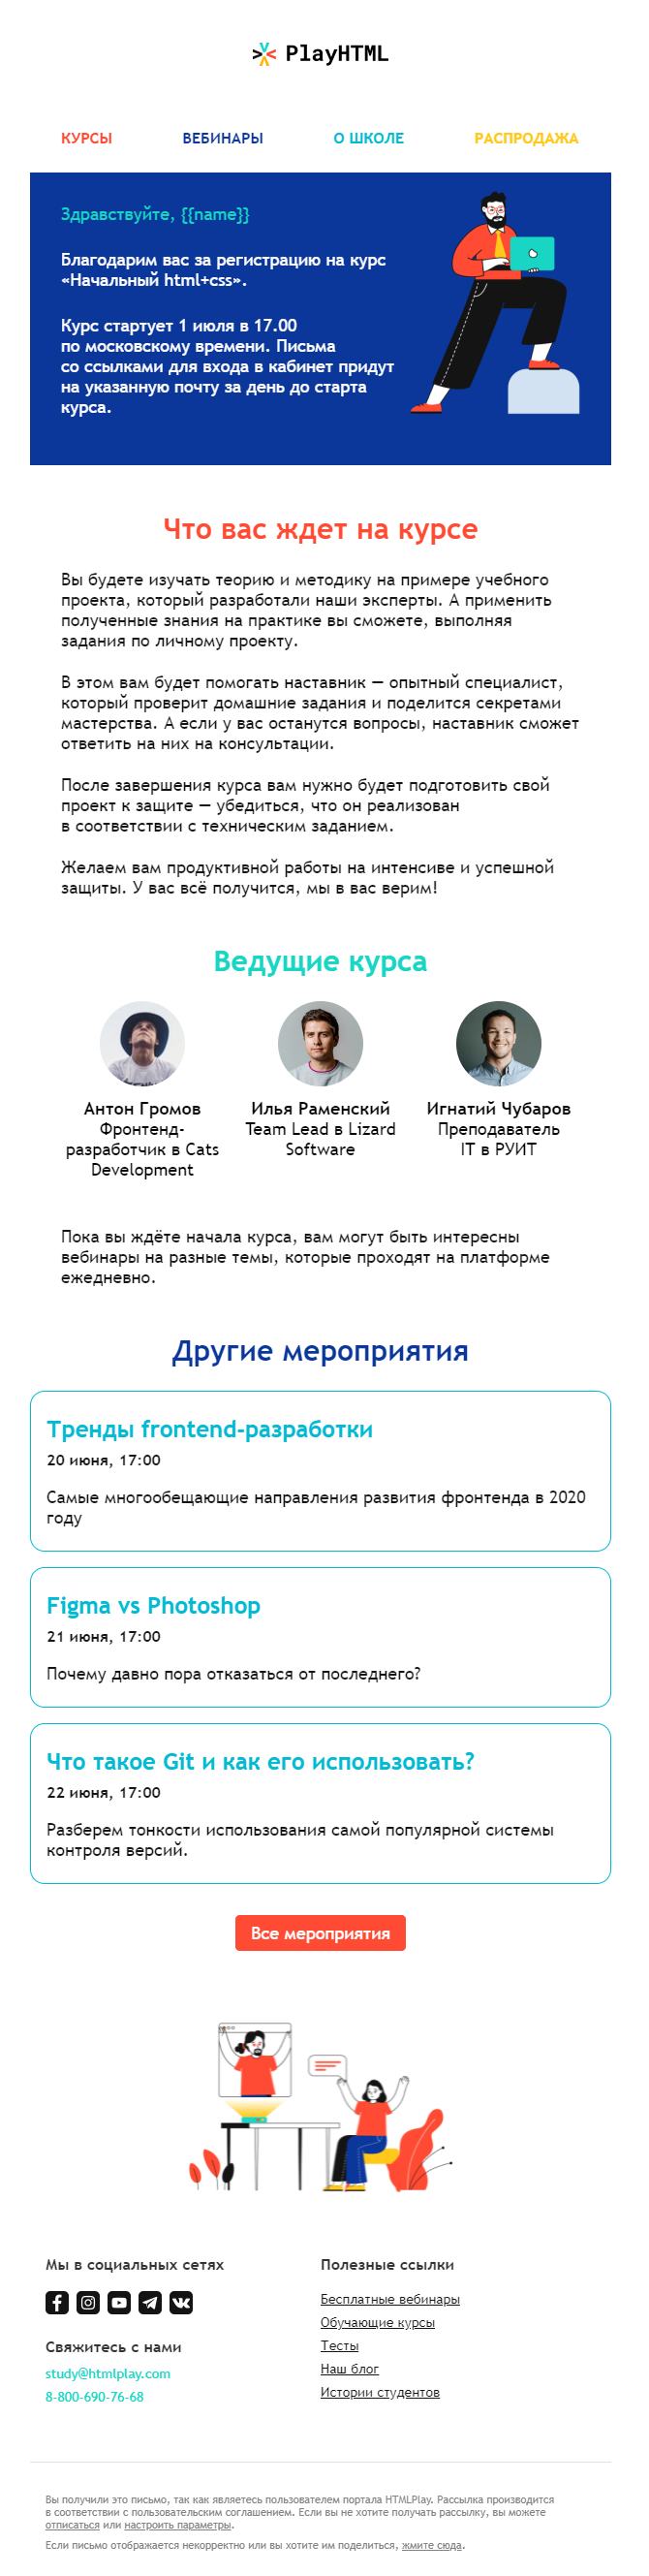 PlayHTML
КУРСЫ ВЕБИНАРЫ О ШКОЛЕ РАСПРОДАЖА
Здравствуйте, {{name}}
Благодарим вас за регистрацию на курс
«Начальный html+css».
Курс стартует 1 июля в 17.00
по московскому времени. Письма
со ссылками для входа в кабинет придут
на указанную почту за день до старта
курса.
Что вас ждет на курсе
Вы будете изучать теорию и методику на примере учебного
проекта, который разработали наши эксперты. А применить
полученные знания на практике вы сможете, выполняя
задания по личному проекту.
В этом вам будет помогать наставник — опытный специалист,
который проверит домашние задания и поделится секретами
мастерства. А если у вас останутся вопросы, наставник сможет
ответить на них на консультации.
После завершения курса вам нужно будет подготовить свой
проект к защите — убедиться, что он реализован
в соответствии с техническим заданием.
Желаем вам продуктивной работы на интенсиве и успешной
защиты. У вас всё получится, мы в вас верим!
Ведущие курса
Антон Громов
Фронтенд-
разработчик в Cats
Development
Илья Раменский
Team Lead в Lizard
Software
Игнатий Чубаров
Преподаватель
IT в РУИТ
Пока вы ждёте начала курса, вам могут быть интересны
вебинары на разные темы, которые проходят на платформе
ежедневно.
Другие мероприятия
Тренды frontend-разработки
20 июня, 17:00
Самые многообещающие направления развития фронтенда в 2020
году
Figma vs Photoshop
21 июня, 17:00
Почему давно пора отказаться от последнего?
Что такое Git и как его использовать?
22 июня, 17:00
Разберем тонкости использования самой популярной системы
контроля версий.
Все мероприятия
Мы в социальных сетях
Свяжитесь с нами
study@htmlplay.com
8-800-690-76-68
Полезные ссылки
Бесплатные вебинары
Обучающие курсы
Тесты
Наш блог
Истории студентов
Вы получили это письмо, так как являетесь пользователем портала HTMLPlay. Рассылка производится
в соответствии с пользовательским соглашением. Если вы не хотите получать рассылку, вы можете
отписаться или настроить параметры.
Если письмо отображается некорректно или вы хотите им поделиться, жмите сюда.